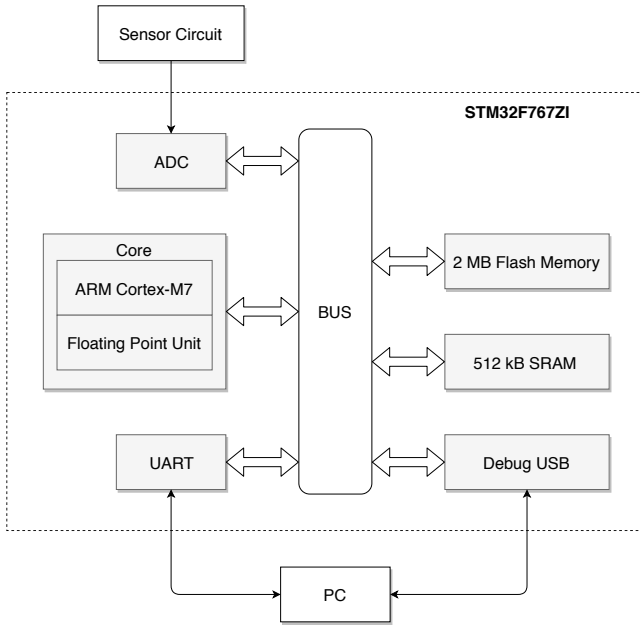 Sensor Circuit
STM32F767ZI
ADC
Core
ARM Cortex-M7
Floating Point Unit
UART
BUS
2 MB Flash Memory
512 kB SRAM
Debug USB
PC